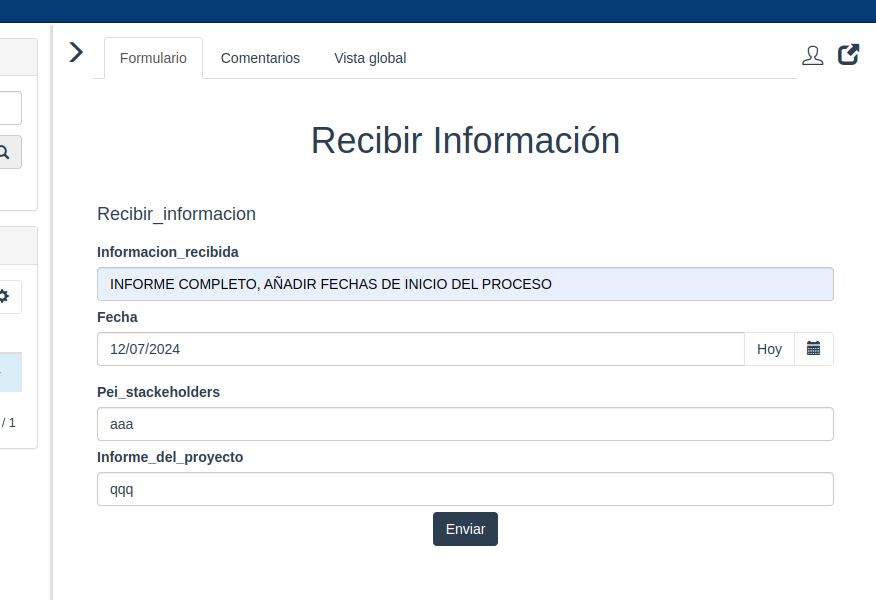 Formulario
Comentarios
Vista global
Recibir Información
Recibir_informacion
Informacion_recibida
INFORME COMPLETO, AÑADIR FECHAS DE INICIO DEL PROCESO
Fecha
12/07/2024
Hoy
Pei_stackeholders
aaa
/ 1
Informe_del_proyecto
qqq
Enviar